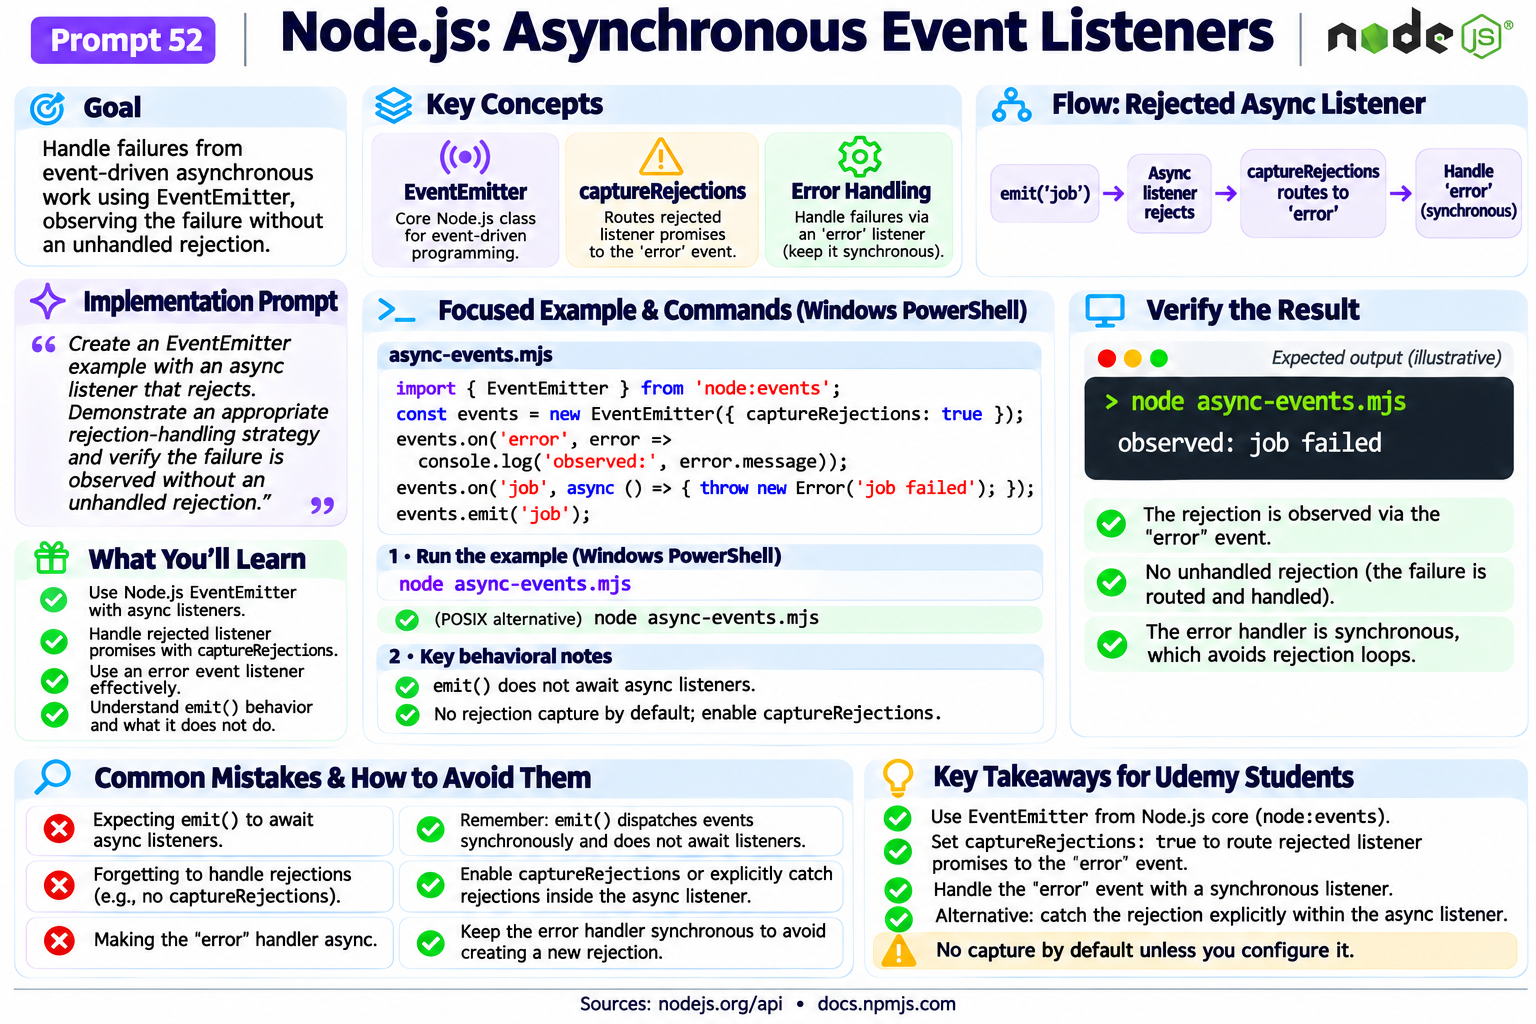 Prompt 52
Node.js: Asynchronous Event Listeners
node JS ®
Goal
Handle failures from
event-driven asynchronous
work using EventEmitter,
observing the failure without
an unhandled rejection.
Key Concepts
EventEmitter
Core Node.js class
for event-driven
programming.
captureRejections
Routes rejected
listener promises
to the 'error' event.
Error Handling
Handle failures via
an 'error' listener
(keep it synchronous).
Flow: Rejected Async Listener
emit('job')
Async
listener
rejects
captureRejections
routes to
'error'
Handle
'error'
(synchronous)
Implementation Prompt
“ Create an EventEmitter
example with an async
listener that rejects.
Demonstrate an appropriate
rejection-handling strategy
and verify the failure is
observed without an
unhandled rejection.” ”
What You’ll Learn
Use Node.js EventEmitter
with async listeners.
Handle rejected listener
promises with captureRejections.
Use an error event listener
effectively.
Understand emit() behavior
and what it does not do.
>_ Focused Example & Commands (Windows PowerShell)
async-events.mjs
import { EventEmitter } from 'node:events';
const events = new EventEmitter({ captureRejections: true });
events.on('error', error =>
console.log('observed:', error.message));
events.on('job', async () => { throw new Error('job failed'); });
events.emit('job');
1 • Run the example (Windows PowerShell)
node async-events.mjs
(POSIX alternative) node async-events.mjs
2 • Key behavioral notes
emit() does not await async listeners.
No rejection capture by default; enable captureRejections.
Verify the Result
Expected output (illustrative)
> node async-events.mjs
observed: job failed
The rejection is observed via the
"error" event.
No unhandled rejection (the failure is
routed and handled).
The error handler is synchronous,
which avoids rejection loops.
Common Mistakes & How to Avoid Them
Expecting emit() to await
async listeners.
Remember: emit() dispatches events
synchronously and does not await listeners.
Forgetting to handle rejections
(e.g., no captureRejections).
Enable captureRejections or explicitly catch
rejections inside the async listener.
Making the "error" handler async.
Keep the error handler synchronous to avoid
creating a new rejection.
Key Takeaways for Udemy Students
Use EventEmitter from Node.js core (node:events).
Set captureRejections: true to route rejected listener
promises to the "error" event.
Handle the "error" event with a synchronous listener.
Alternative: catch the rejection explicitly within the async listener.
No capture by default unless you configure it.
Sources: nodejs.org/api • docs.npmjs.com